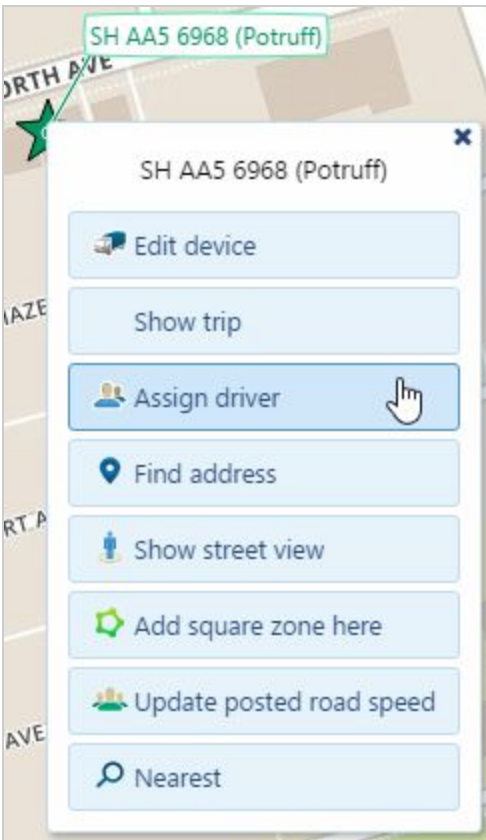 SH AA5 6968 (Potruff)
ORTH AVE
SH AA5 6968 (Potruff)
Edit device
Show trip
Assign driver
Find address
Show street view
Add square zone here
Update posted road speed
Nearest
AVE